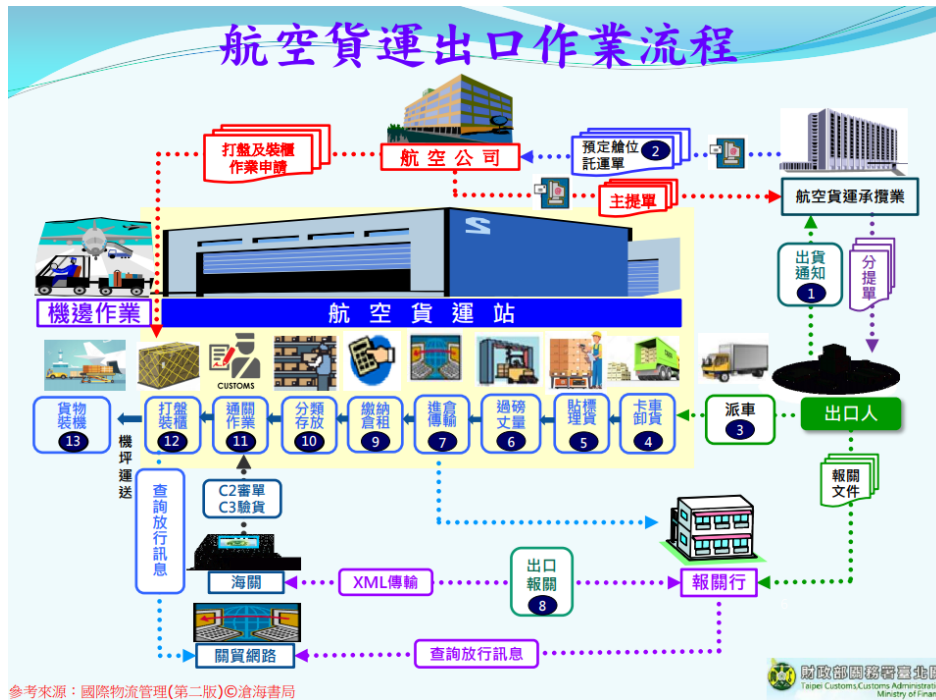 航空貨運出口作業流程
打盤及裝櫃
作業申請
航空公司
預定艙位
託運單
2
主提單
航空貨運承攬業
出貨
通知
1
分提單
機邊作業
航空貨運站
CUSTOMS
貨物
裝機
13
打盤
裝櫃
12
通關
作業
11
分類
存放
10
繳納
倉租
9
進倉
傳輸
7
過磅
丈量
6
貼標
理貨
5
卡車
卸貨
4
派車
3
出口人
機坪運送
查詢放行訊息
C2審單
C3驗貨
報關
文件
海關
XML傳輸
出口
報關
8
報關行
關貿網路
查詢放行訊息
參考來源：國際物流管理(第二版)©滄海書局
財政部關務署臺北
Taipei Customs,Customs Administra
Ministry of Finan